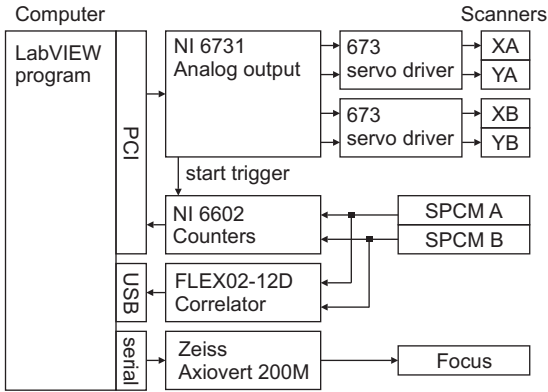 Computer
Scanners
LabVIEW
program
PCI
USB
serial
NI 6731
Analog output
673
servo driver
XA
YA
673
servo driver
XB
YB
start trigger
NI 6602
Counters
SPCM A
SPCM B
FLEX02-12D
Correlator
Zeiss
Axiovert 200M
Focus